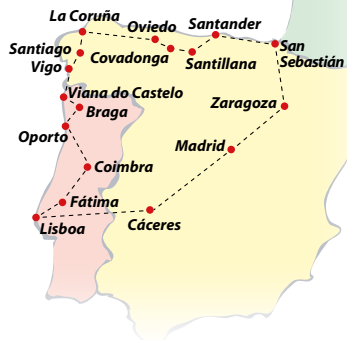 La Coruña
Oviedo
Santander
Santiago
Covadonga
San
Sebastián
Vigo
Santillana
Viana do Castelo
Braga
Zaragoza
Oporto
Madrid
Coimbra
Fátima
Lisboa
Cáceres